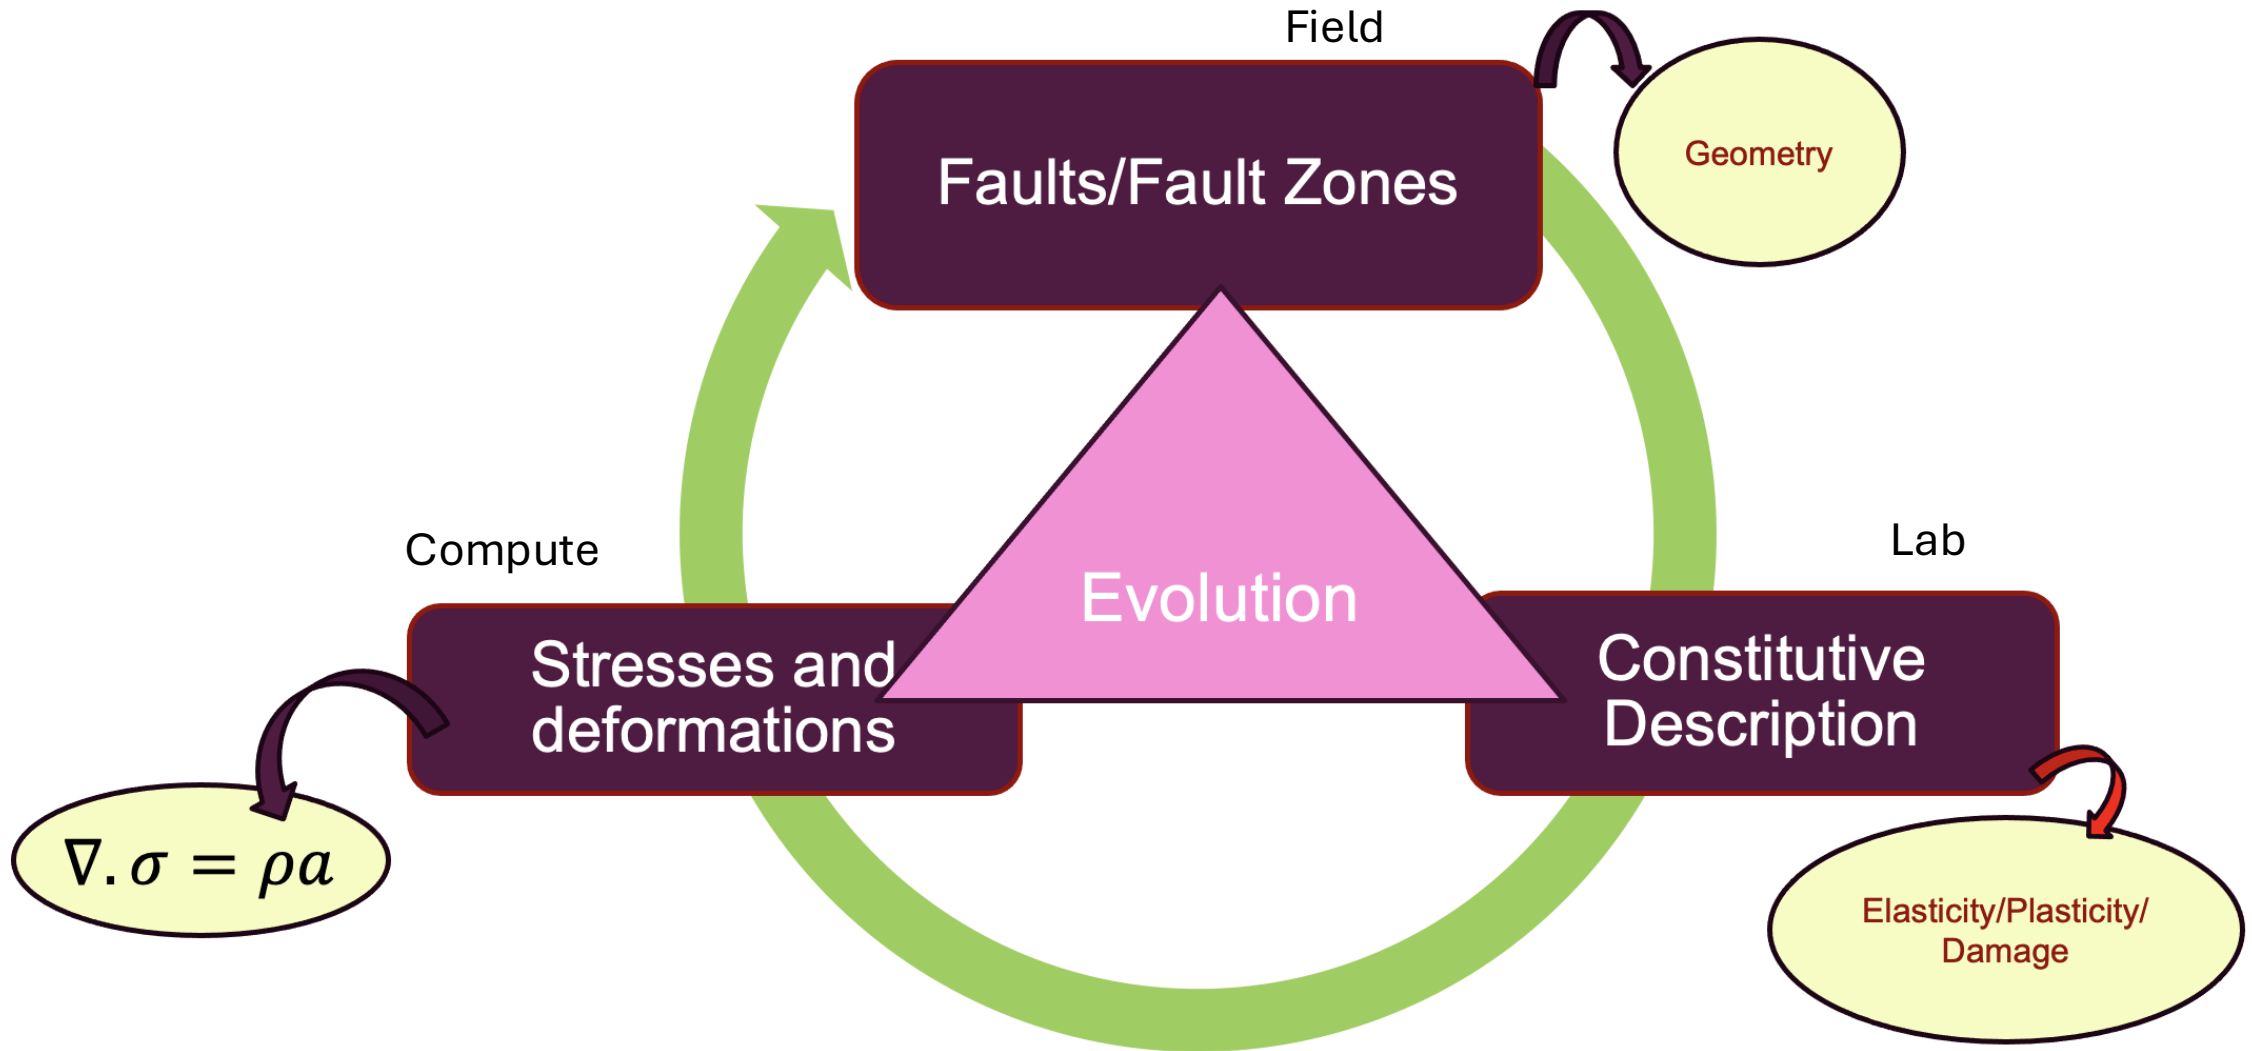 Field
Faults/Fault Zones
Geometry
Compute
Lab
Evolution
Stresses and
deformations
Constitutive
Description
∇.σ = ρa
Elasticity/Plasticity/
Damage